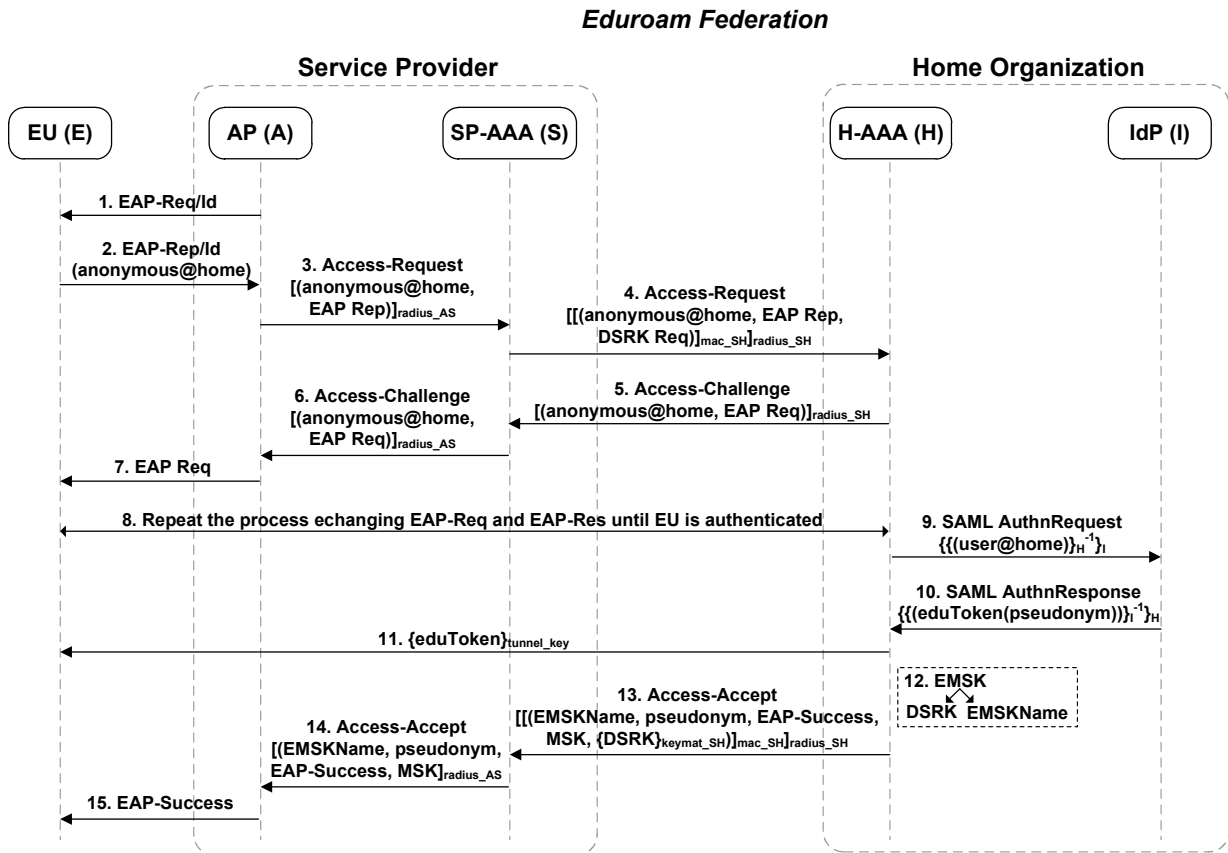 Eduroam Federation
Service Provider
Home Organization
EU (E)
AP (A)
SP-AAA (S)
H-AAA (H)
IdP (I)
1. EAP-Req/Id
2. EAP-Rep/Id
(anonymous@home)
3. Access-Request
[(anonymous@home,
EAP Rep)]radius_AS
4. Access-Request
[[(anonymous@home, EAP Rep,
DSRK Req)]mac_SH]radius_SH
5. Access-Challenge
[(anonymous@home, EAP Req)]radius_SH
6. Access-Challenge
[(anonymous@home,
EAP Req)]radius_AS
7. EAP Req
8. Repeat the process echanging EAP-Req and EAP-Res until EU is authenticated
9. SAML AuthnRequest
{{(user@home)}H-1}I
10. SAML AuthnResponse
{{(eduToken(pseudonym))}I-1}H
11. {eduToken}tunnel_key
12. EMSK
DSRK EMSKName
13. Access-Accept
[[(EMSKName, pseudonym, EAP-Success,
MSK, {DSRK}keymat_SH)]mac_SH]radius_SH
14. Access-Accept
[(EMSKName, pseudonym,
EAP-Success, MSK]radius_AS
15. EAP-Success